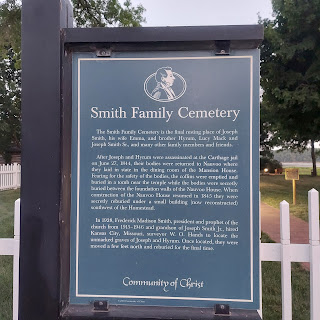 Smith Family Cemetery
The Smith Family Cemetery is the final resting place of Joseph
Smith, his wife Emma, and brother Hyrum, Lucy Mack and
Joseph Smith Sr., and many other family members and friends.
After Joseph and Hyrum were assassinated at the Carthage jail
on June 27, 1844, their bodies were returned to Nauvoo where
they laid in state in the dining room of the Mansion House.
Fearing for the safety of the bodies, the coffins were emptied and
buried in a tomb near the temple while the bodies were secretly
buried between the foundation walls of the Nauvoo House. When
construction of the Nauvoo House resumed in 1845 they were
secretly reburied under a small building (now reconstructed)
southwest of the Homestead.
In 1928, Frederick Madison Smith, president and prophet of the
church from 1915-1946 and grandson of Joseph Smith Jr., hired
Kansas City, Missouri, surveyor W. O. Hands to locate the
unmarked graves of Joseph and Hyrum. Once located, they were
moved a few feet north and reburied for the final time.
Community of Christ